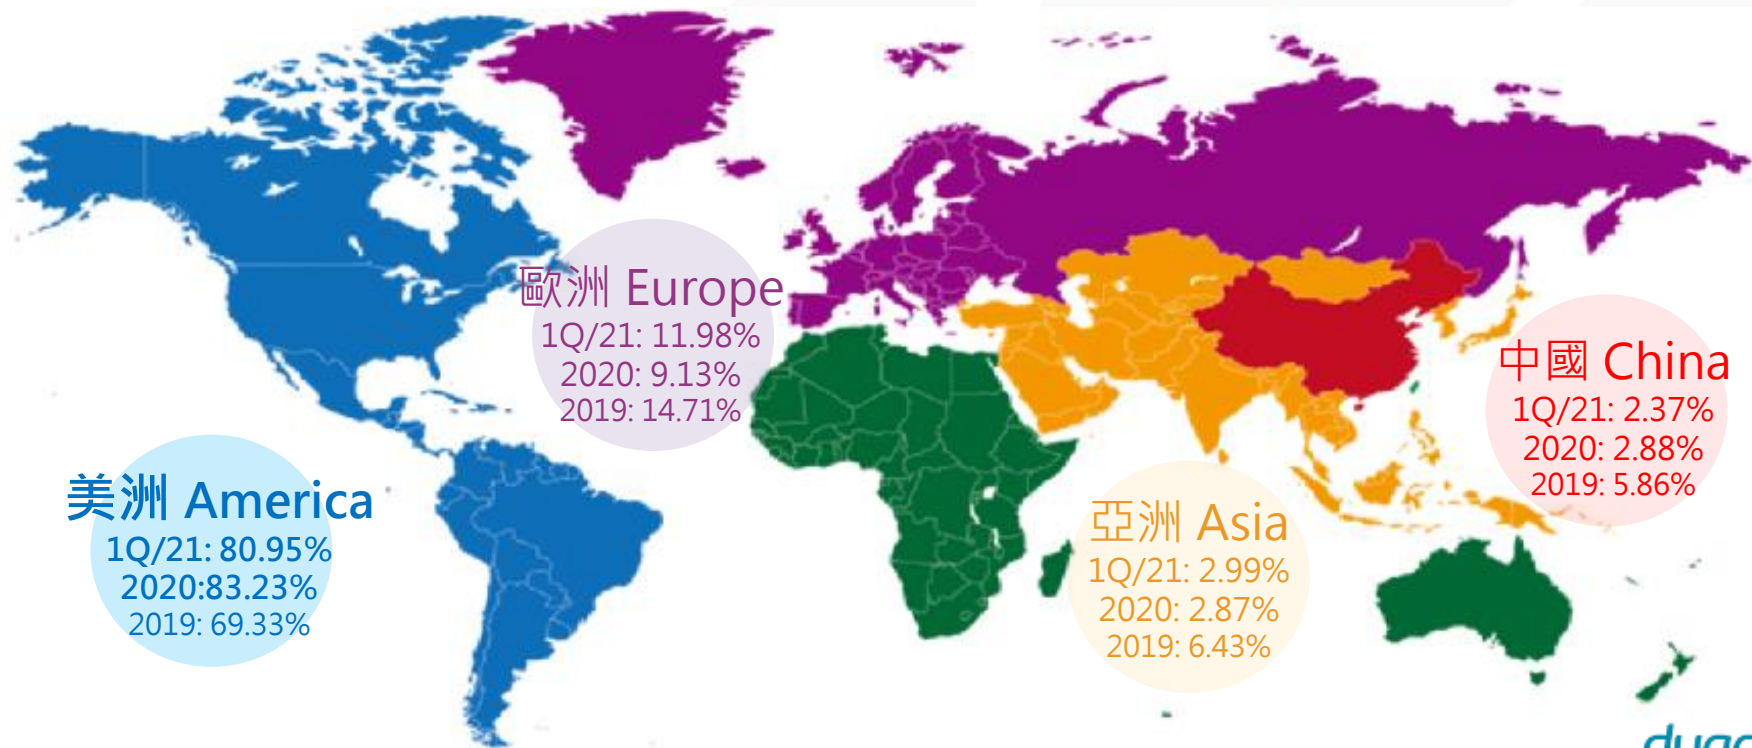 歐洲 Europe
1Q/21: 11.98%
2020: 9.13%
2019: 14.71%
中國 China
1Q/21: 2.37%
2020: 2.88%
2019: 5.86%
美洲 America
1Q/21: 80.95%
2020:83.23%
2019: 69.33%
亞洲 Asia
1Q/21: 2.99%
2020: 2.87%
2019: 6.43%